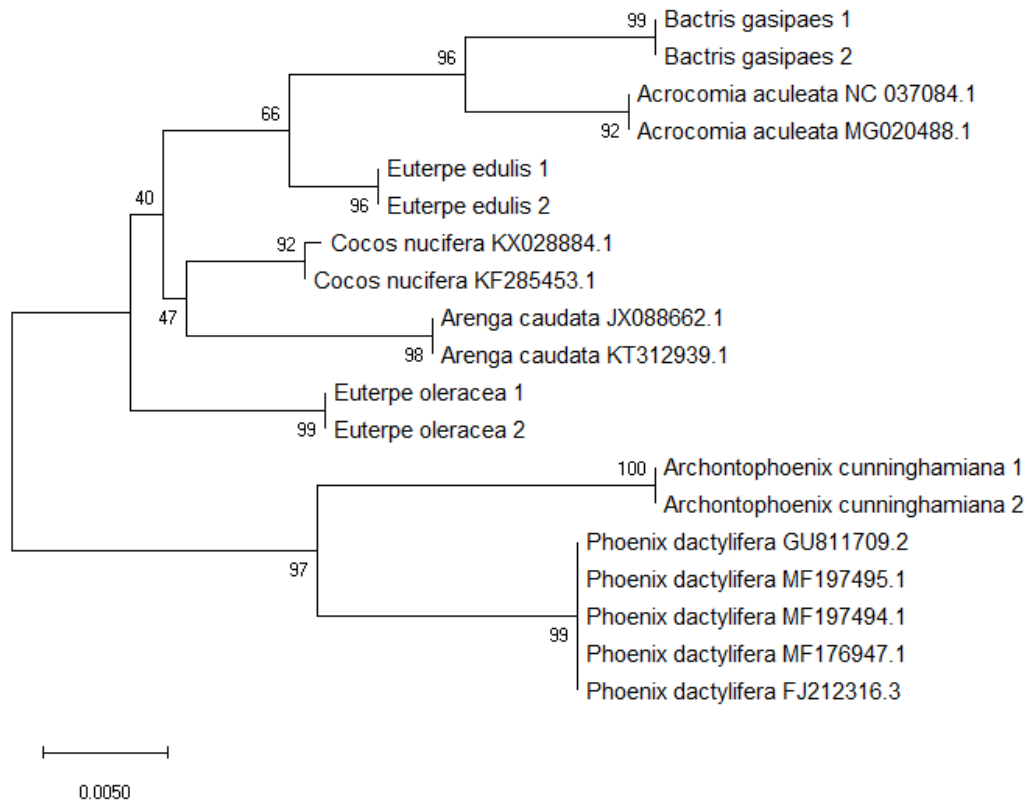 99
Bactris gasipaes 1
Bactris gasipaes 2
96
Acrocomia aculeata NC 037084.1
92
Acrocomia aculeata MG020488.1
66
Euterpe edulis 1
96
Euterpe edulis 2
40
92
Cocos nucifera KX028884.1
Cocos nucifera KF285453.1
47
Arenga caudata JX088662.1
98
Arenga caudata KT312939.1
Euterpe oleracea 1
99
Euterpe oleracea 2
100
Archontophoenix cunninghamiana 1
Archontophoenix cunninghamiana 2
97
Phoenix dactylifera GU811709.2
Phoenix dactylifera MF197495.1
Phoenix dactylifera MF197494.1
99
Phoenix dactylifera MF176947.1
Phoenix dactylifera FJ212316.3
0.0050